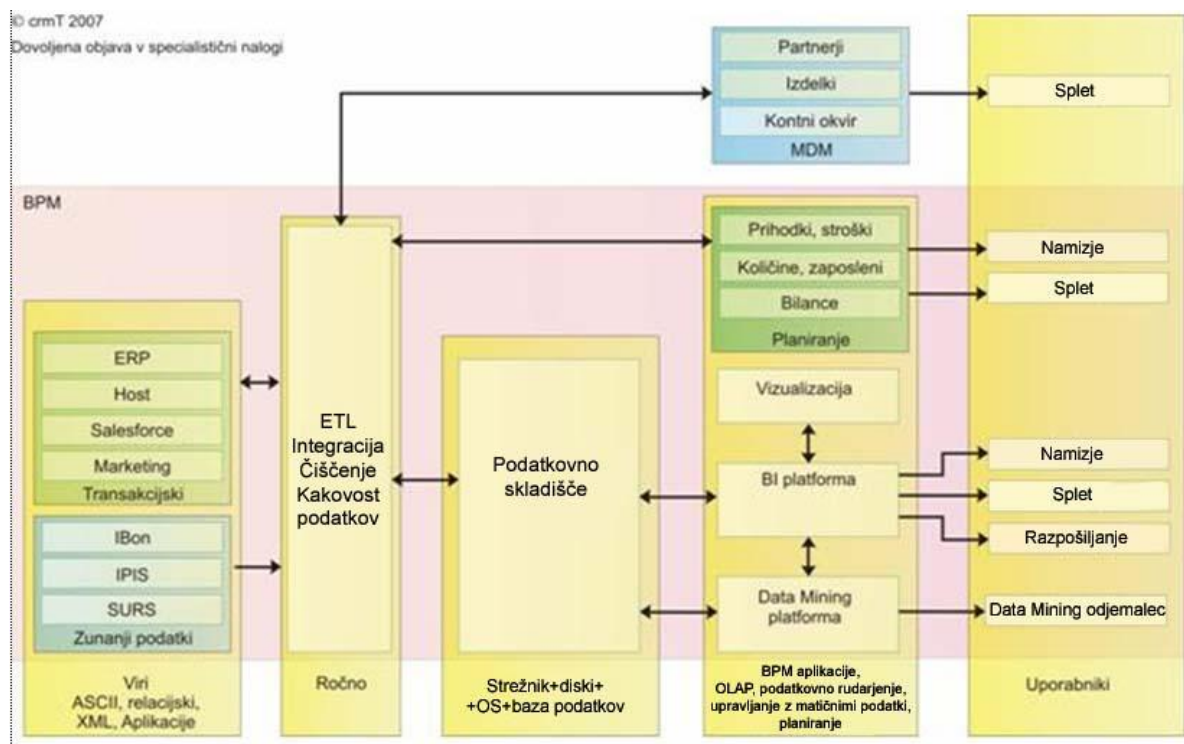 © crmT 2007
Dovoljena objava v specialistični nalogi
Partnerji
Izdelki
Kontni okvir
MDM
Splet
BPM
Prihodki, stroški
Količine, zaposleni
Bilance
Planiranje
Namizje
Splet
ERP
Host
Salesforce
Marketing
Transakcijski
IBon
IPIS
SURS
Zunanji podatki
ETL
Integracija
Čiščenje
Kakovost
podatkov
Podatkovno
skladišče
Vizualizacija
BI platforma
Data Mining
platforma
Namizje
Splet
Razpošiljanje
Data Mining odjemalec
Viri
ASCII, relacijski,
XML, Aplikacije
Ročno
Strežnik+diski+
+OS+baza podatkov
BPM aplikacije,
OLAP, podatkovno rudarjenje,
upravljanje z matičnimi podatki,
planiranje
Uporabniki